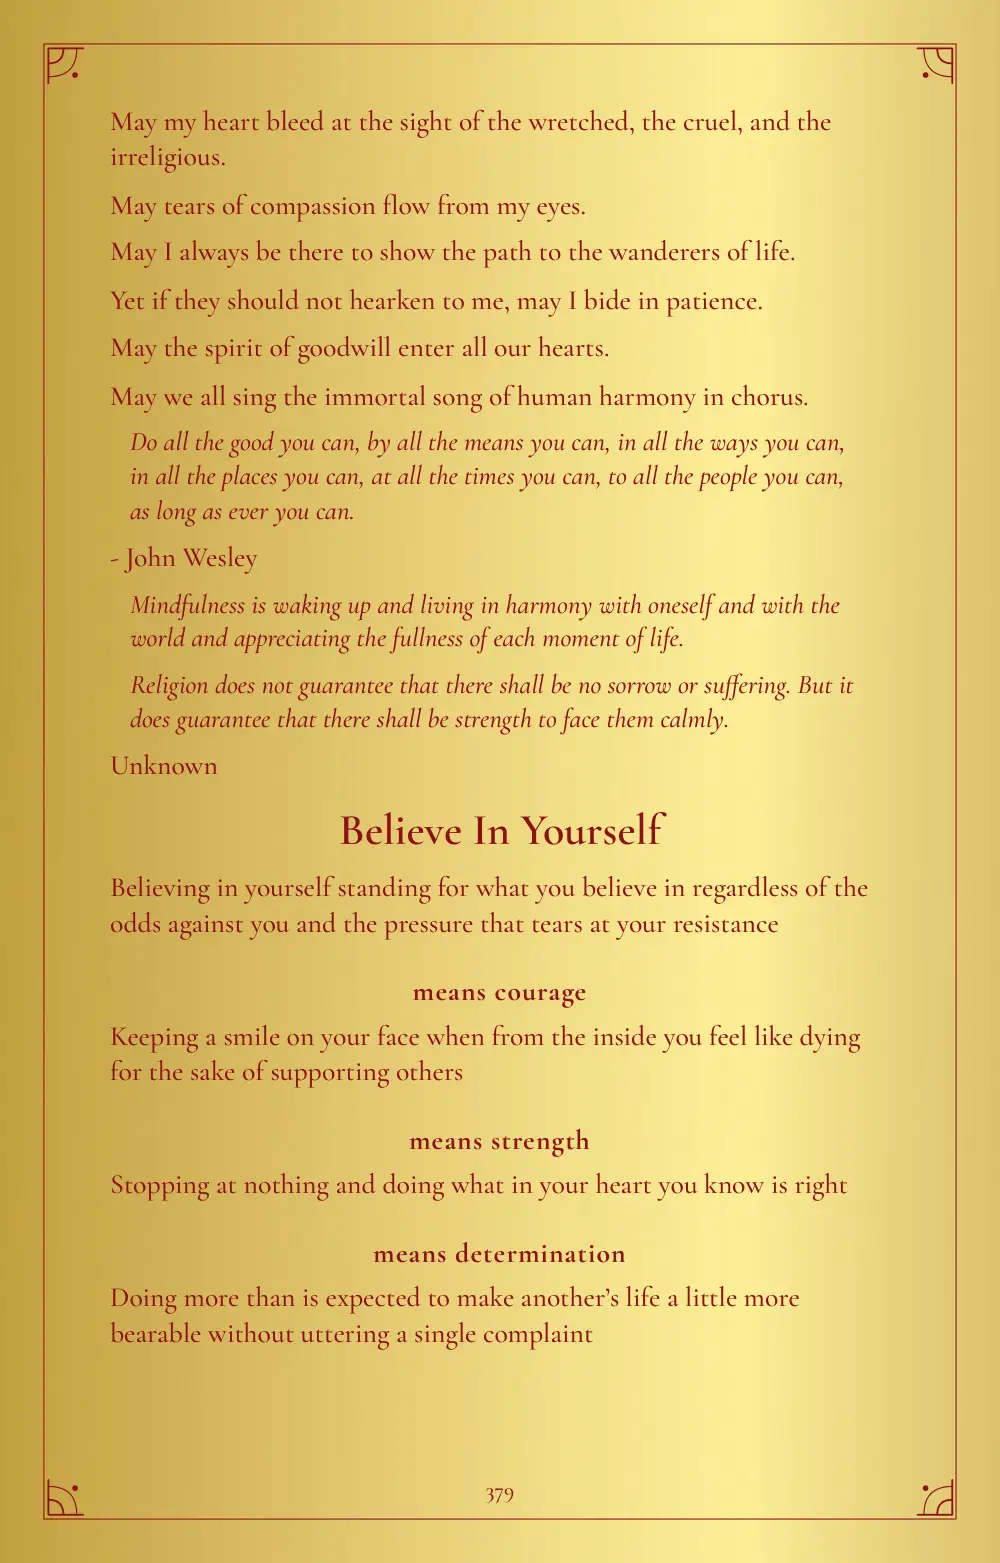 May my heart bleed at the sight of the wretched, the cruel, and the
irreligious.
May tears of compassion flow from my eyes.
May I always be there to show the path to the wanderers of life.
Yet if they should not hearken to me, may I bide in patience.
May the spirit of goodwill enter all our hearts.
May we all sing the immortal song of human harmony in chorus.
Do all the good you can, by all the means you can, in all the ways you can,
in all the places you can, at all the times you can, to all the people you can,
as long as ever you can.
- John Wesley
Mindfulness is waking up and living in harmony with oneself and with the
world and appreciating the fullness of each moment of life.
Religion does not guarantee that there shall be no sorrow or suffering. But it
does guarantee that there shall be strength to face them calmly.
Unknown
Believe In Yourself
Believing in yourself standing for what you believe in regardless of the
odds against you and the pressure that tears at your resistance
means courage
Keeping a smile on your face when from the inside you feel like dying
for the sake of supporting others
means strength
Stopping at nothing and doing what in your heart you know is right
means determination
Doing more than is expected to make another’s life a little more
bearable without uttering a single complaint
379